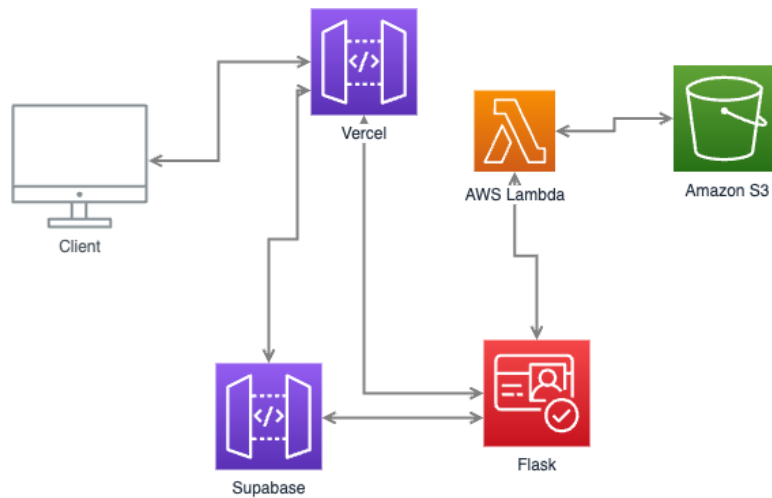 Vercel
AWS Lambda
Amazon S3
Client
Flask
Supabase